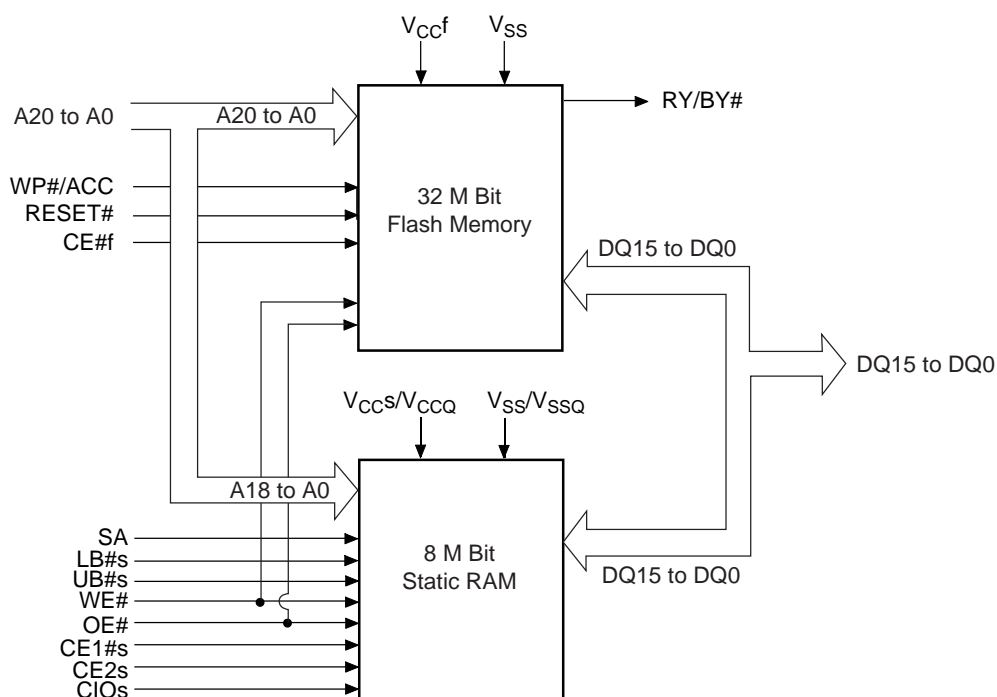 VCCf
VSS
A20 to A0
A20 to A0
RY/BY#
WP#/ACC
RESET#
CE#f
32 M Bit
Flash Memory
DQ15 to DQ0
DQ15 to DQ0
VCCs/VCCQ
VSS/VSSQ
A18 to A0
SA
LB#s
UB#s
WE#
OE#
CE1#s
CE2s
CIOs
8 M Bit
Static RAM
DQ15 to DQ0